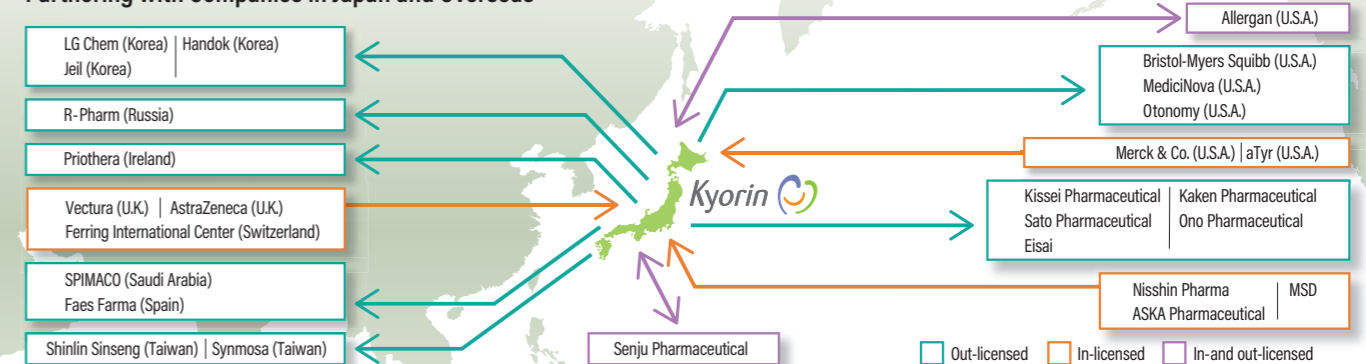 Partnering with Companies in Japan and Overseas
LG Chem (Korea) | Handok (Korea)
Jeil (Korea)
R-Pharm (Russia)
Priothera (Ireland)
Vectura (U.K.) | AstraZeneca (U.K.)
Ferring International Center (Switzerland)
SPIMACO (Saudi Arabia)
Faes Farma (Spain)
Shinlin Sinseng (Taiwan) | Synmosa (Taiwan)
Kyorin
Senju Pharmaceutical
Allergan (U.S.A.)
Bristol-Myers Squibb (U.S.A.)
MediciNova (U.S.A.)
Otonomy (U.S.A.)
Merck & Co. (U.S.A.) | aTyr (U.S.A.)
Kissei Pharmaceutical | Kaken Pharmaceutical
Sato Pharmaceutical | Ono Pharmaceutical
Eisai
Nisshin Pharma | MSD
ASKA Pharmaceutical
Out-licensed In-licensed In-and out-licensed